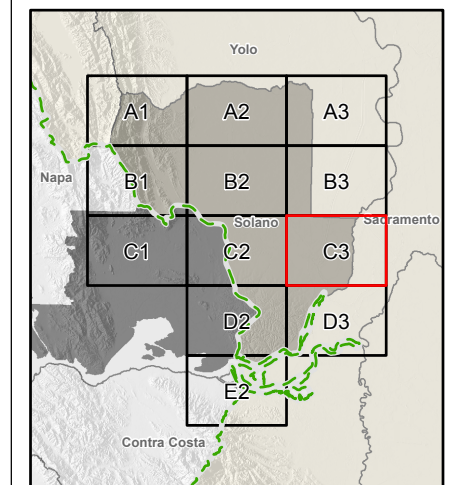 Yolo
A1 A2 A3
Napa B1 B2 B3
Solano Sacramento
C1 C2 C3
D2 D3
E2
Contra Costa